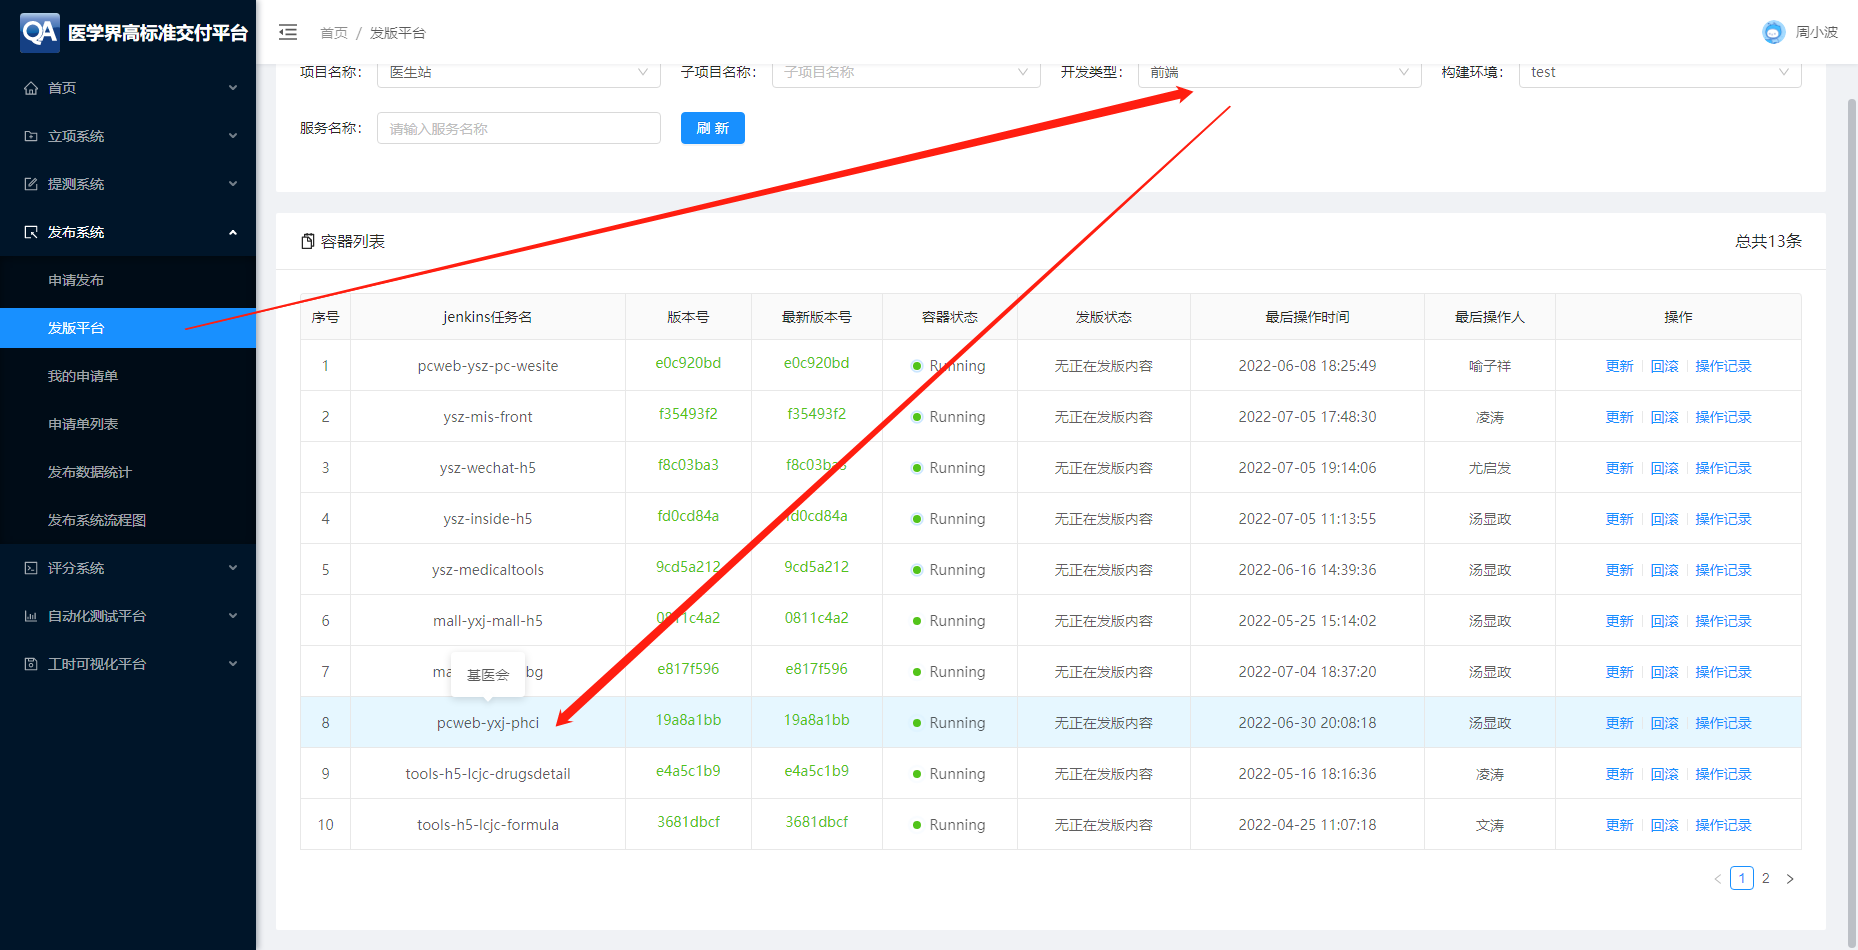 QA 医学界高标准交付平台
首页 / 发版平台
周小波
首页
立项系统
提测系统
发布系统
申请发布
发版平台
我的申请单
申请单列表
发布数据统计
发布系统流程图
评分系统
自动化测试平台
工时可视化平台
项目名称： 医生站 子项目名称： 子项目名称 开发类型： 前端 构建环境： test
服务名称： 请输入服务名称 刷 新
容器列表 总共13条
序号 jenkins任务名 版本号 最新版本号 容器状态 发版状态 最后操作时间 最后操作人 操作
1 pcweb-ysz-pc-wesite e0c920bd e0c920bd Running 无正在发版内容 2022-06-08 18:25:49 喻子祥 更新 回滚 操作记录
2 ysz-mis-front f35493f2 f35493f2 Running 无正在发版内容 2022-07-05 17:48:30 凌涛 更新 回滚 操作记录
3 ysz-wechat-h5 f8c03ba3 f8c03ba3 Running 无正在发版内容 2022-07-05 19:14:06 尤启发 更新 回滚 操作记录
4 ysz-inside-h5 fd0cd84a fd0cd84a Running 无正在发版内容 2022-07-05 11:13:55 汤显政 更新 回滚 操作记录
5 ysz-medicaltools 9cd5a212 9cd5a212 Running 无正在发版内容 2022-06-16 14:39:36 汤显政 更新 回滚 操作记录
6 mall-yxj-mall-h5 0811c4a2 0811c4a2 Running 无正在发版内容 2022-05-25 15:14:02 汤显政 更新 回滚 操作记录
7 e817f596 e817f596 Running 无正在发版内容 2022-07-04 18:37:20 汤显政 更新 回滚 操作记录
基医会
8 pcweb-yxj-phci 19a8a1bb 19a8a1bb Running 无正在发版内容 2022-06-30 20:08:18 汤显政 更新 回滚 操作记录
9 tools-h5-lcjc-drugsdetail e4a5c1b9 e4a5c1b9 Running 无正在发版内容 2022-05-16 18:16:36 凌涛 更新 回滚 操作记录
10 tools-h5-lcjc-formula 3681dbcf 3681dbcf Running 无正在发版内容 2022-04-25 11:07:18 文涛 更新 回滚 操作记录
< 1 2 >